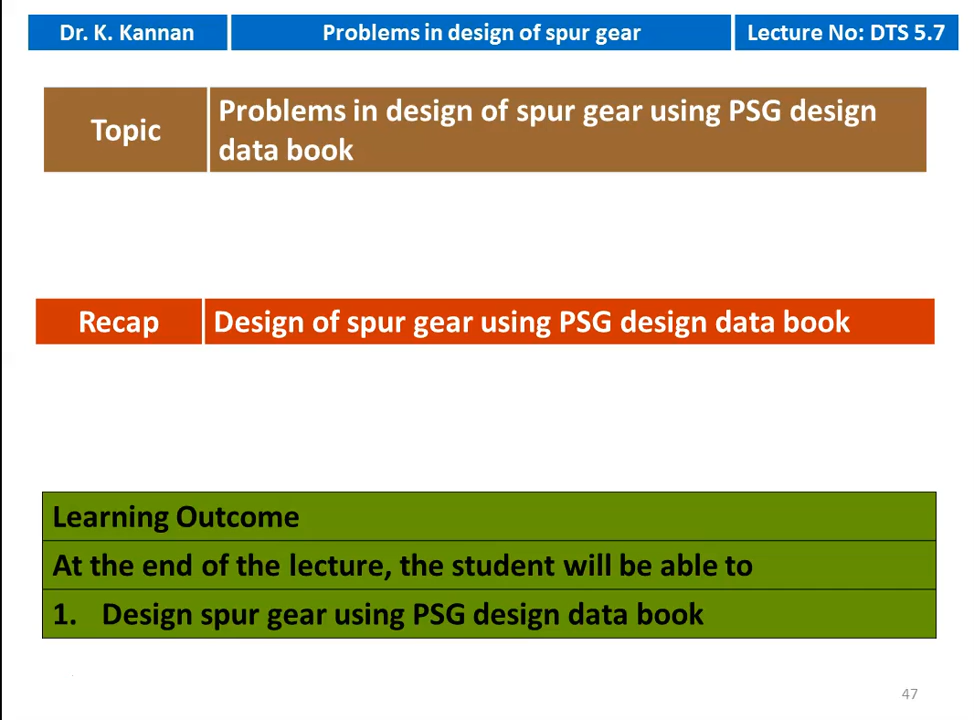 Dr. K. Kannan
Problems in design of spur gear
Lecture No: DTS 5.7
Topic
Problems in design of spur gear using PSG design
data book
Recap
Design of spur gear using PSG design data book
Learning Outcome
At the end of the lecture, the student will be able to
1. Design spur gear using PSG design data book
47